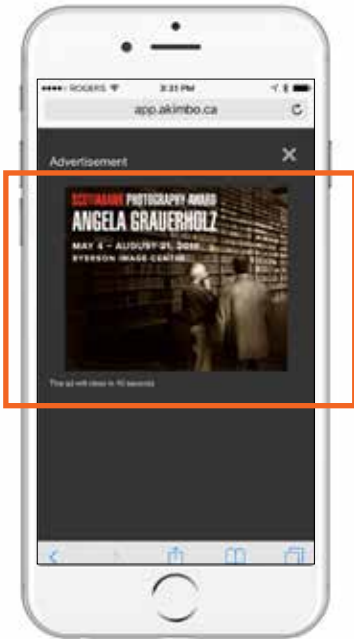 ROGERS 3:31 PM
app.akimbo.ca
Advertisement
SCOTIABANK PHOTOGRAPHY AWARD
ANGELA GRAUERHOLZ
MAY 4 – AUGUST 21, 2016
RYERSON IMAGE CENTRE
This ad will close in 10 seconds